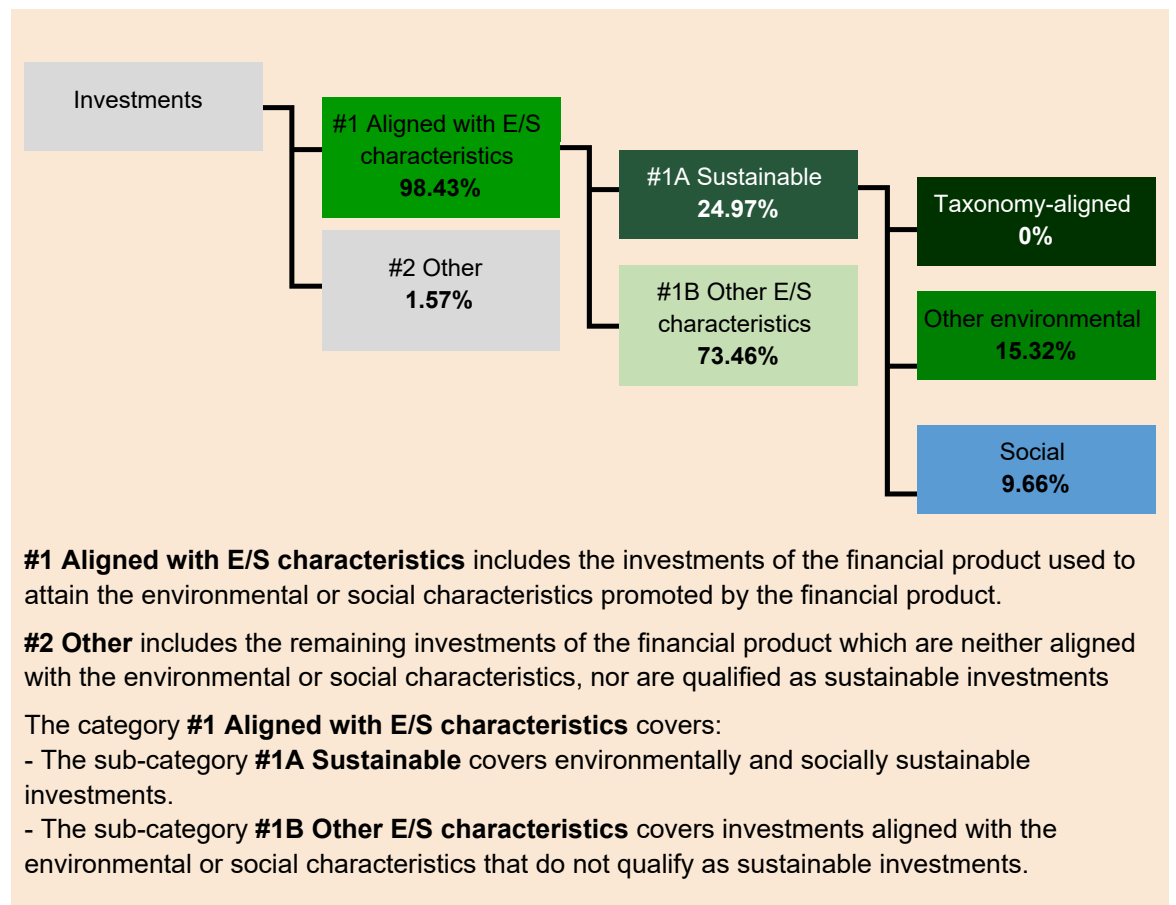 Investments
#1 Aligned with E/S
characteristics
98.43%
#2 Other
1.57%
#1A Sustainable
24.97%
#1B Other E/S
characteristics
73.46%
Taxonomy-aligned
0%
Other environmental
15.32%
Social
9.66%
#1 Aligned with E/S characteristics includes the investments of the financial product used to
attain the environmental or social characteristics promoted by the financial product.
#2 Other includes the remaining investments of the financial product which are neither aligned
with the environmental or social characteristics, nor are qualified as sustainable investments
The category #1 Aligned with E/S characteristics covers:
- The sub-category #1A Sustainable covers environmentally and socially sustainable
investments.
- The sub-category #1B Other E/S characteristics covers investments aligned with the
environmental or social characteristics that do not qualify as sustainable investments.